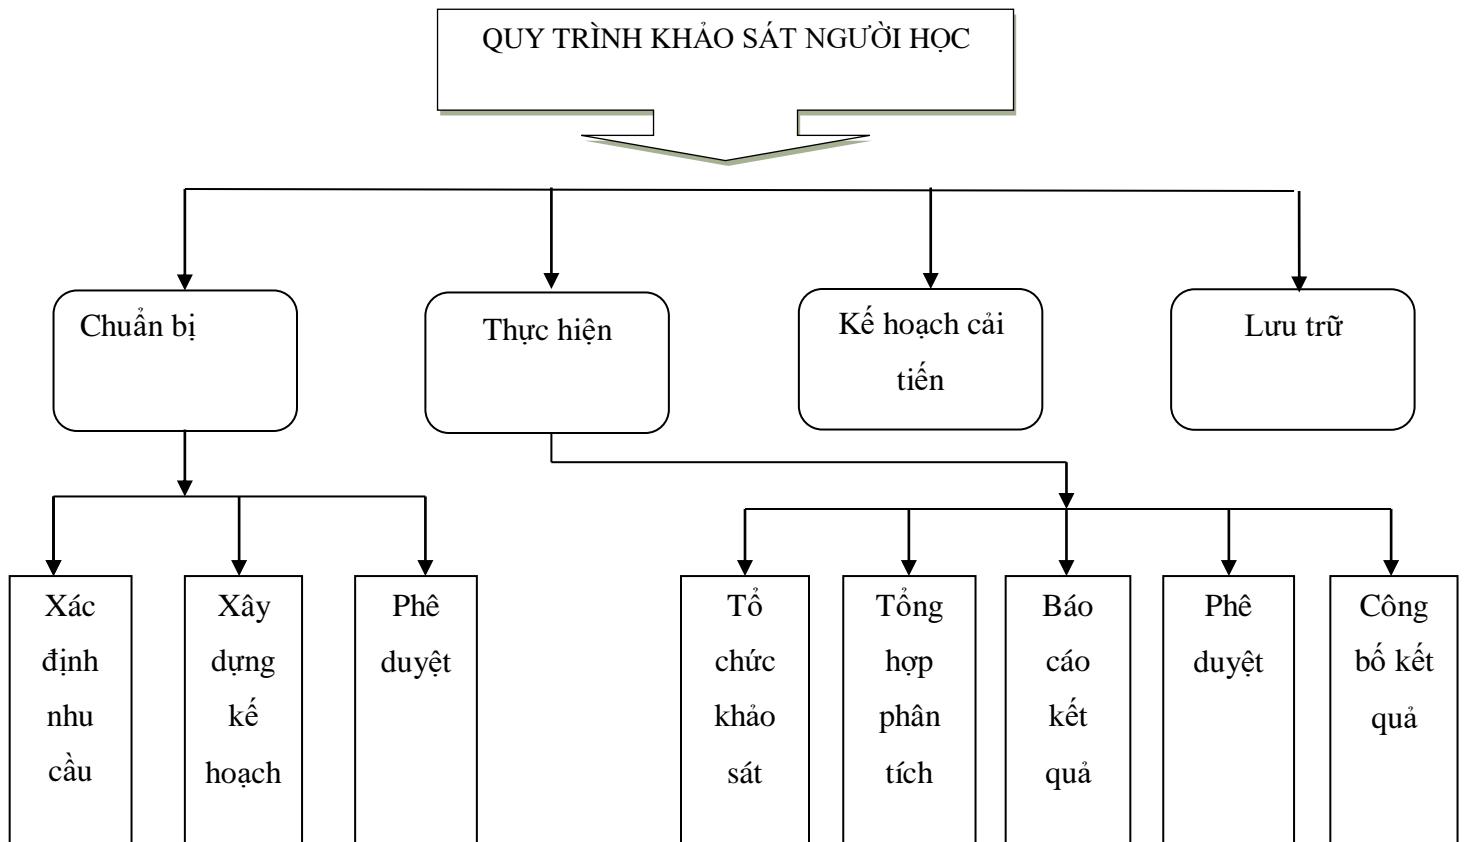 QUY TRÌNH KHẢO SÁT NGƯỜI HỌC
Chuẩn bị
Thực hiện
Kế hoạch cải
tiến
Lưu trữ
Xác
định
nhu
cầu
Xây
dựng
kế
hoạch
Phê
duyệt
Tổ
chức
khảo
sát
Tổng
hợp
phân
tích
Báo
cáo
kết
quả
Phê
duyệt
Công
bố kết
quả